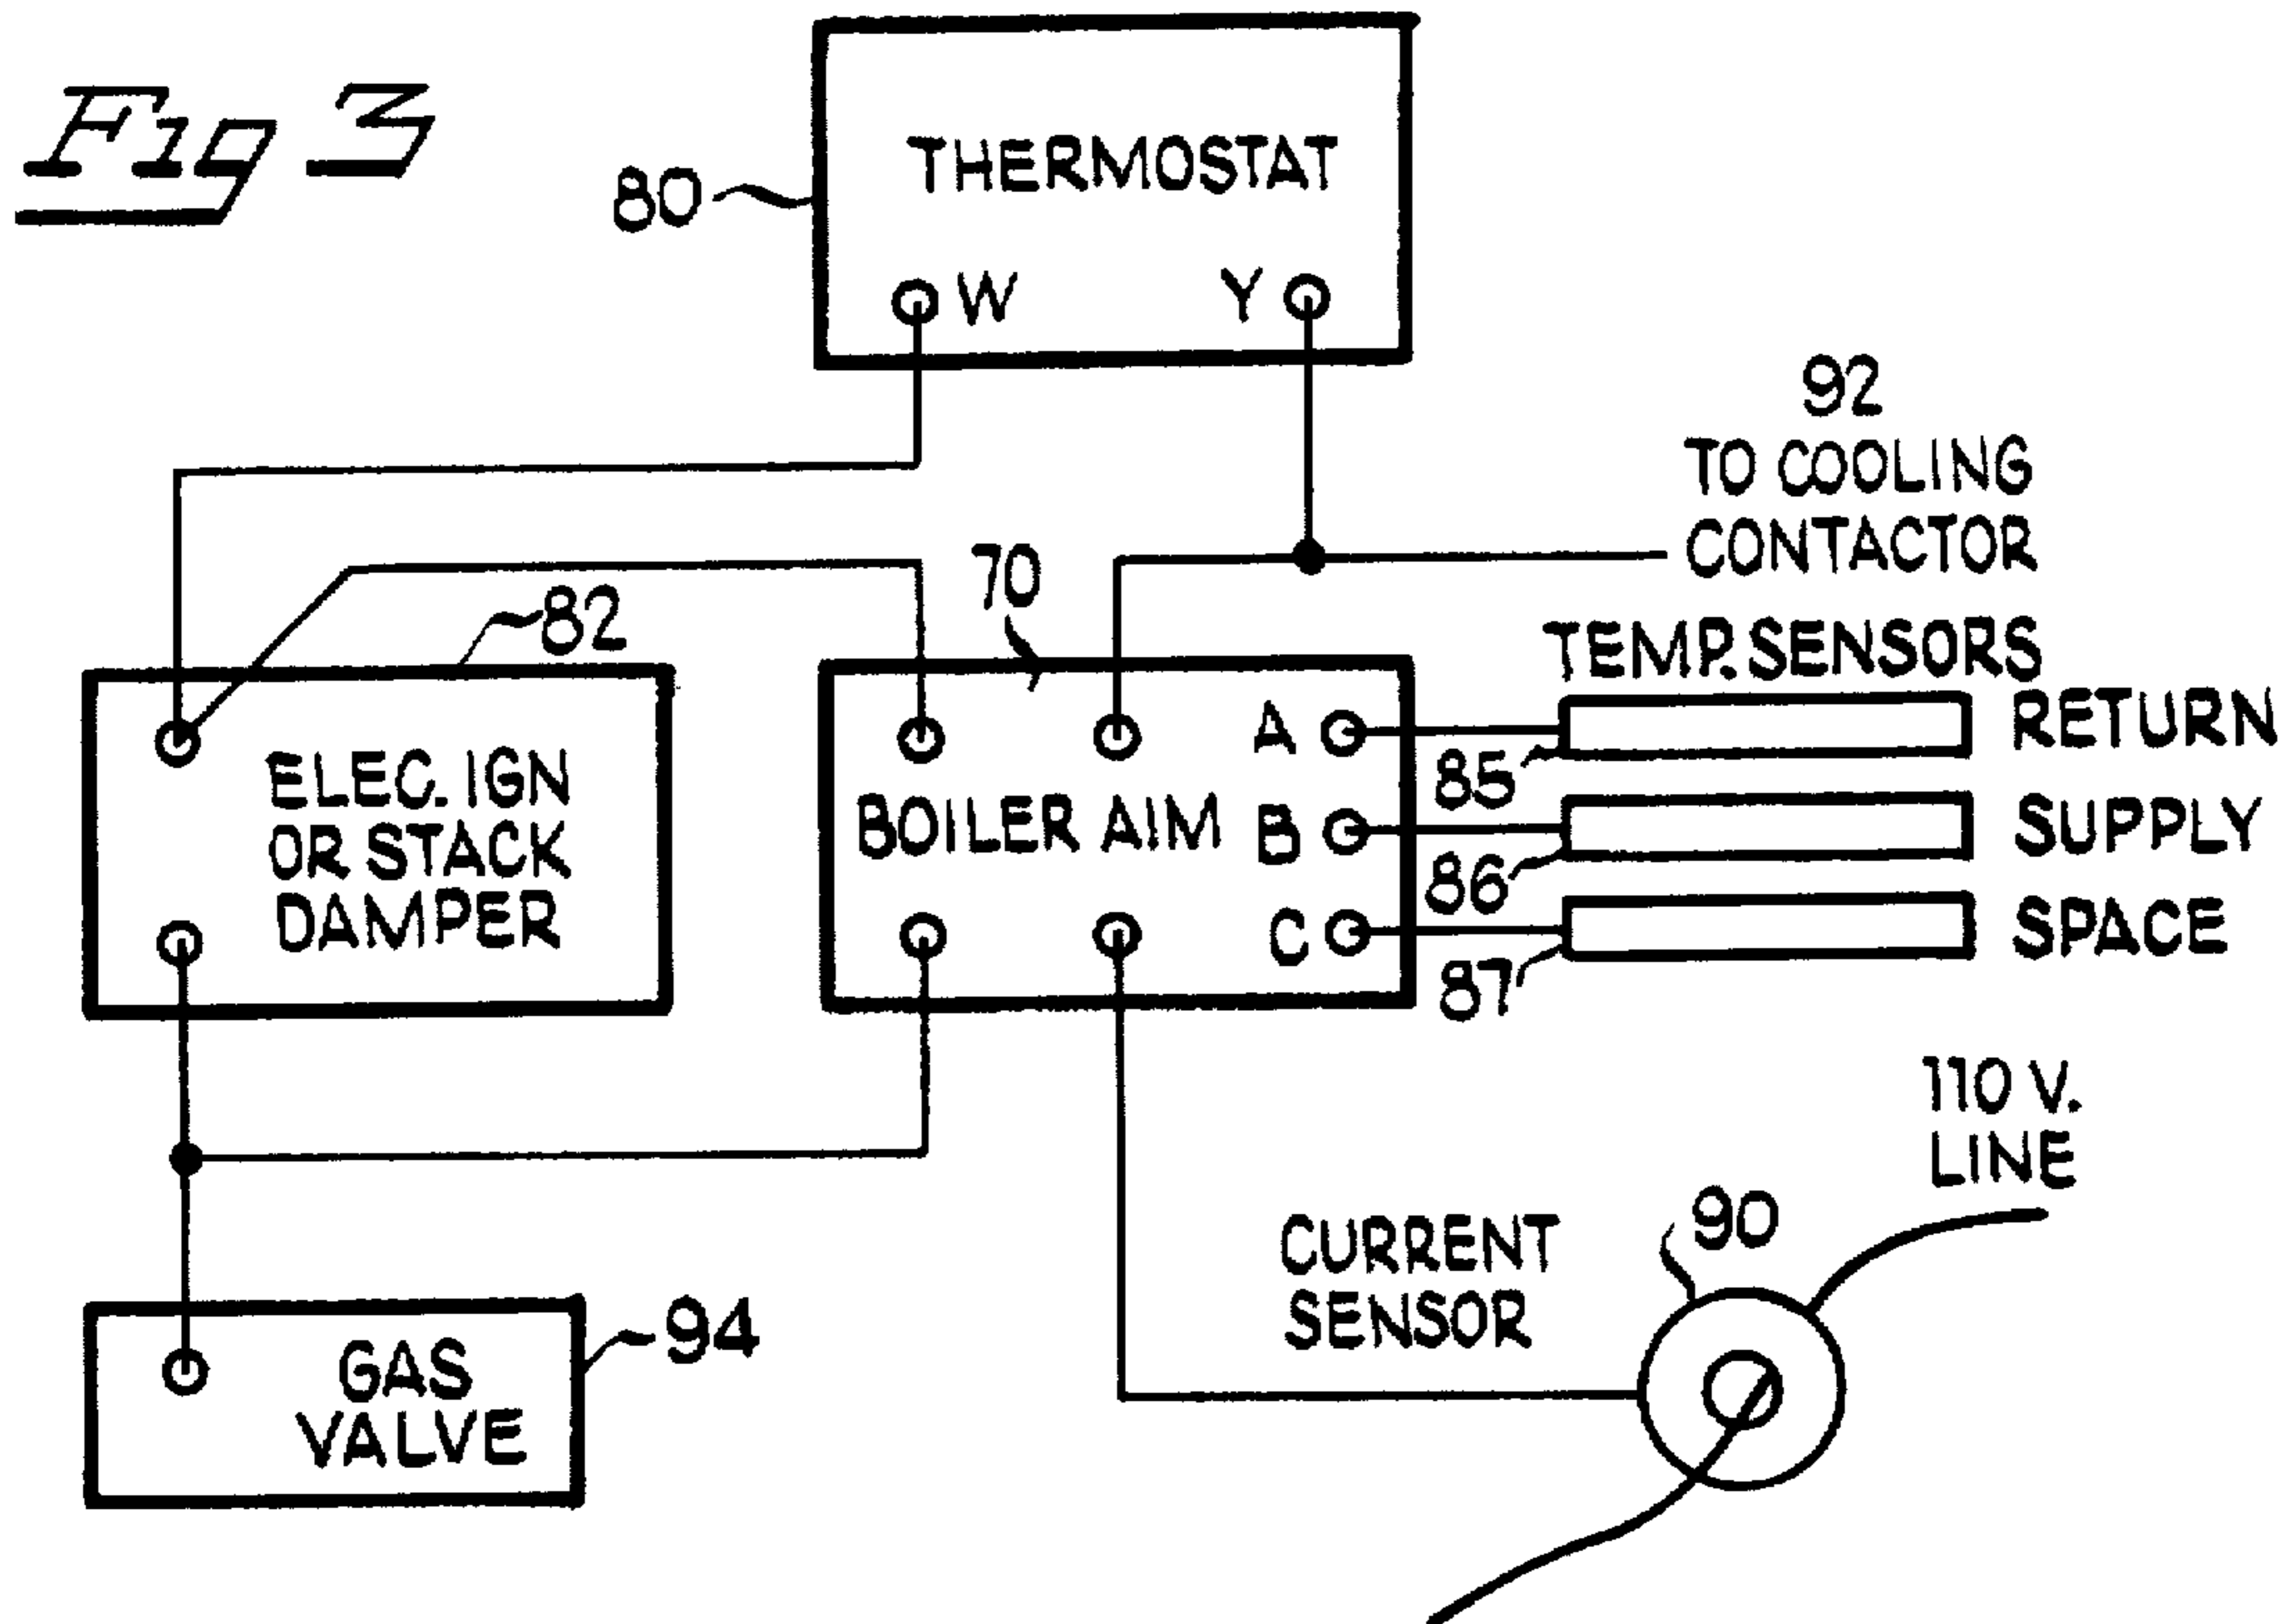 Fig 3
THERMOSTAT
80
W Y
92
TO COOLING
CONTACTOR
70
82
TEMP. SENSORS
ELEC. IGN
OR STACK
DAMPER
BOILER AIM
A
B
C
85
86
87
RETURN
SUPPLY
SPACE
110 V.
LINE
90
CURRENT
SENSOR
94
GAS
VALVE